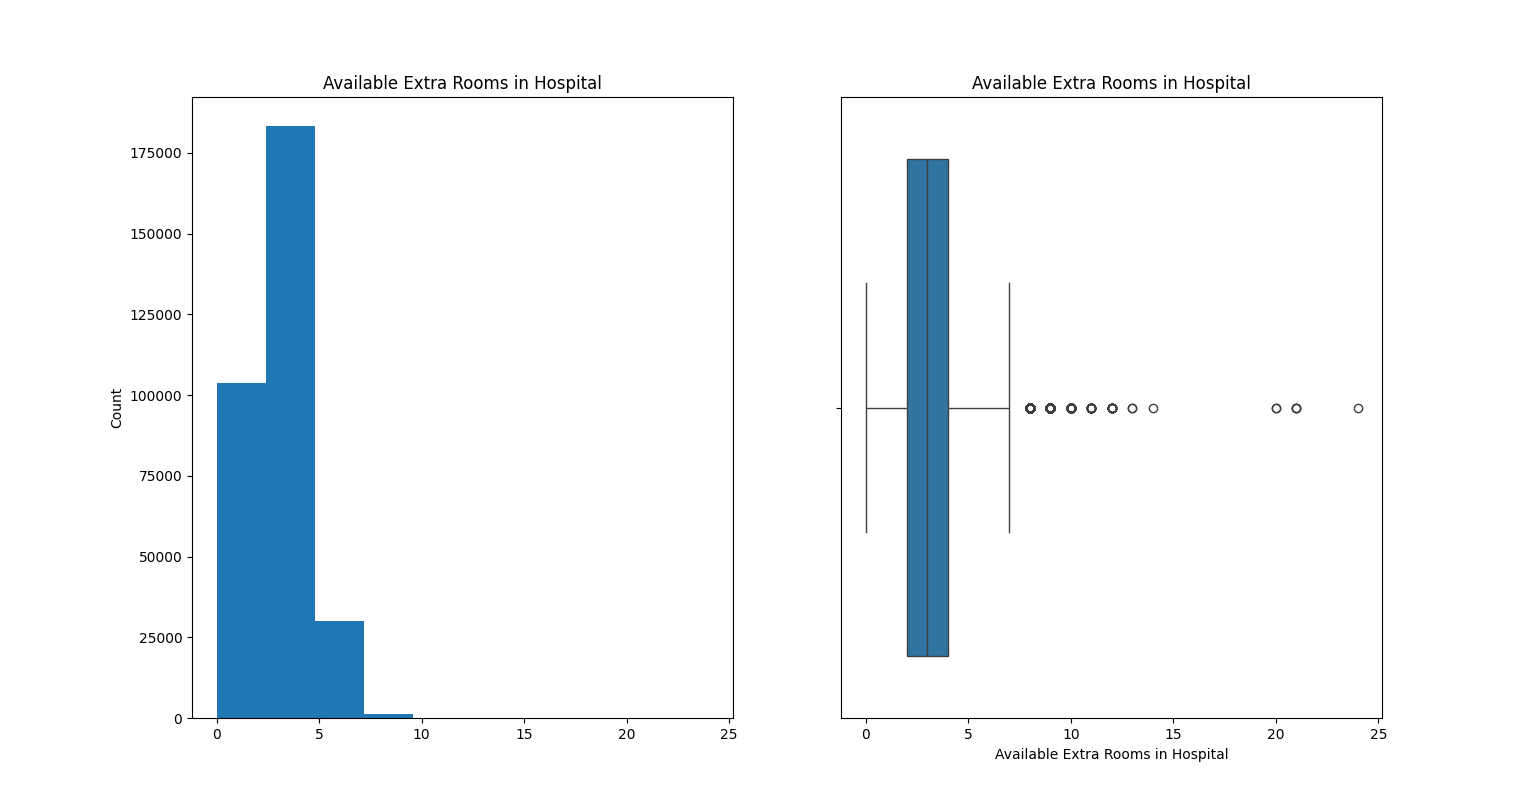 Available Extra Rooms in Hospital
175000
150000
125000
100000
75000
50000
25000
0
Count
0 5 10 15 20 25
Available Extra Rooms in Hospital
0 5 10 15 20 25
Available Extra Rooms in Hospital